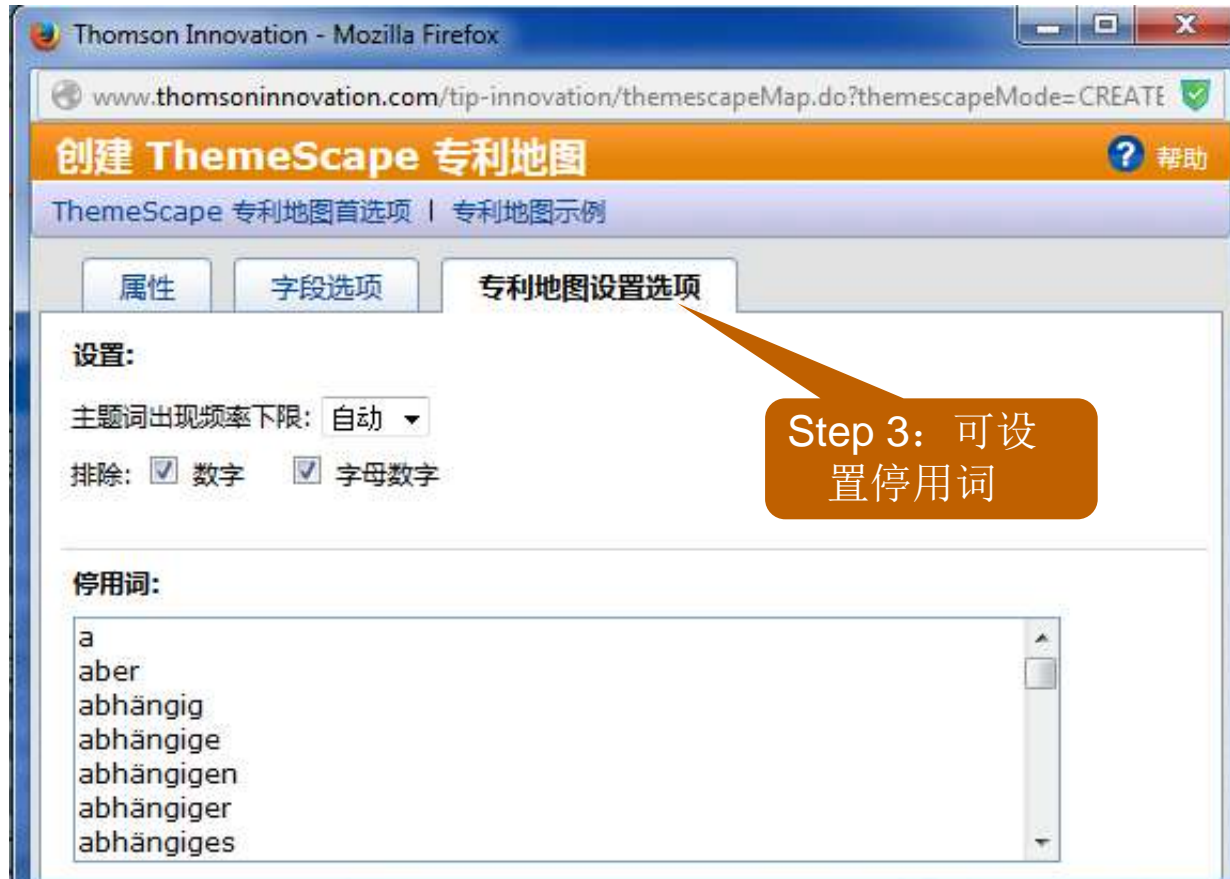 Thomson Innovation - Mozilla Firefox
www.thomsoninnovation.com/tip-innovation/themescapeMap.do?themescapeMode=CREATE
创建 ThemeScape 专利地图
? 帮助
ThemeScape 专利地图首选项 | 专利地图示例
属性 字段选项 专利地图设置选项
设置:
主题词出现频率下限: 自动
排除: 数字 字母数字
Step 3：可设
置停用词
停用词:
a
aber
abhängig
abhängige
abhängigen
abhängiger
abhängiges